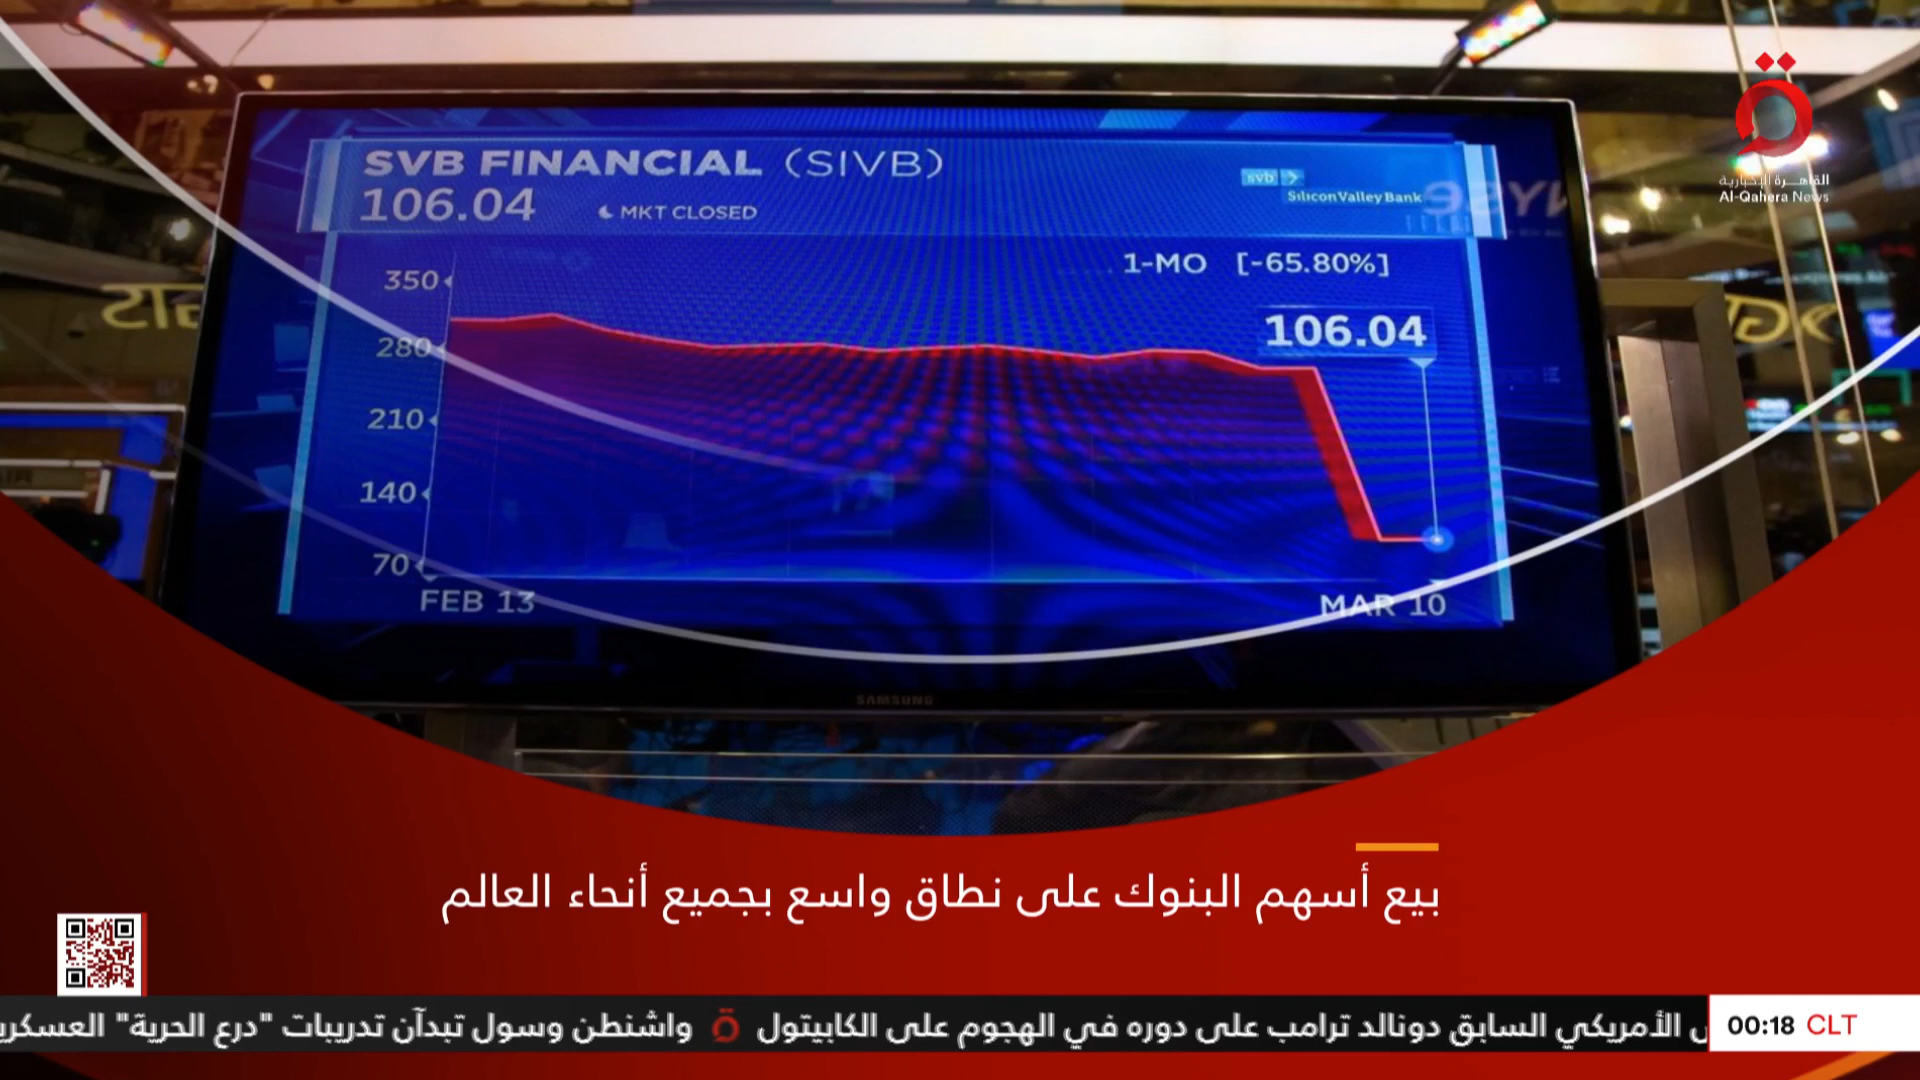 SVB FINANCIAL (SIVB)
106.04 MKT CLOSED
svb
Silicon Valley Bank
القاهرة الإخبارية
Al-Qahera News
1-MO [-65.80%]
106.04
350
280
210
140
70
FEB 13
MAR 10
SAMSUNG
بيع أسهم البنوك على نطاق واسع بجميع أنحاء العالم
الأمريكي السابق دونالد ترامب على دوره في الهجوم على الكابيتول
واشنطن وسول تبدآن تدريبات "درع الحرية"
00:18 CLT